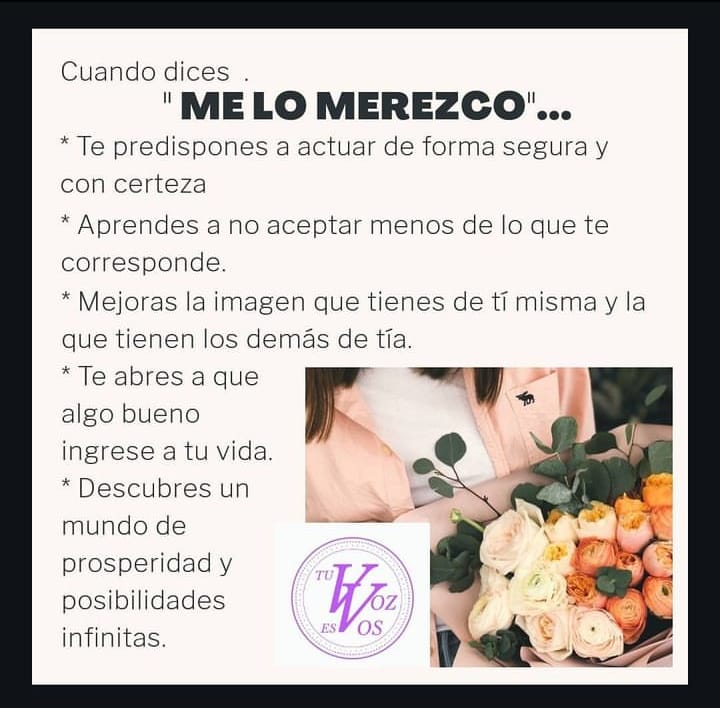 Cuando dices .
" ME LO MEREZCO"...
* Te predispones a actuar de forma segura y
con certeza
* Aprendes a no aceptar menos de lo que te
corresponde.
* Mejoras la imagen que tienes de tí misma y la
que tienen los demás de tía.
* Te abres a que
algo bueno
ingrese a tu vida.
* Descubres un
mundo de
prosperidad y
posibilidades
infinitas.
TU VOZ
ES VOS